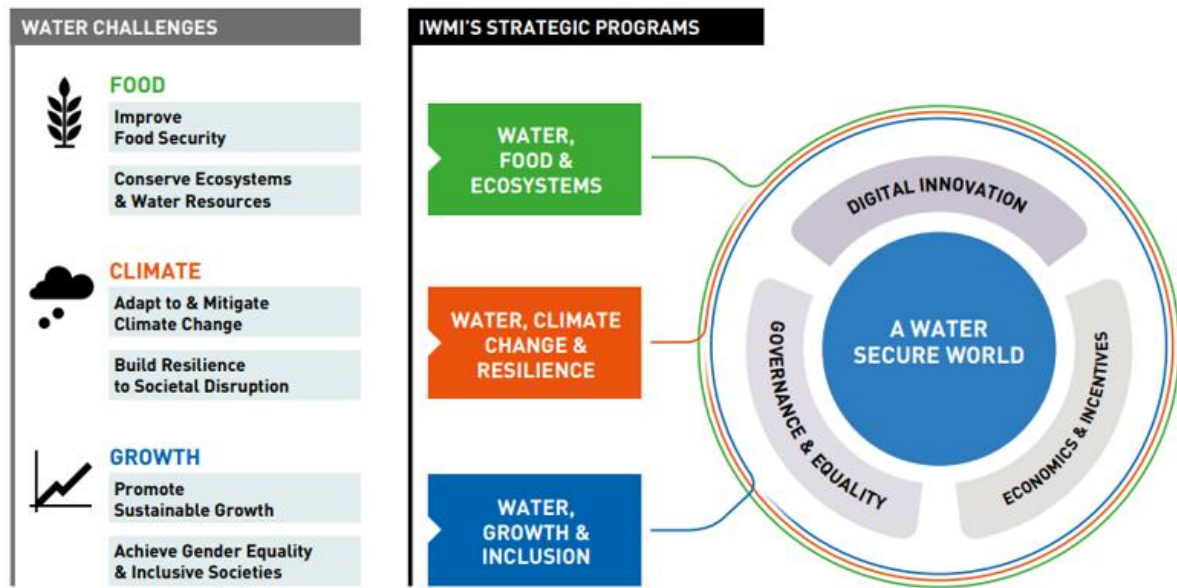 WATER CHALLENGES
FOOD
Improve
Food Security
Conserve Ecosystems
& Water Resources
CLIMATE
Adapt to & Mitigate
Climate Change
Build Resilience
to Societal Disruption
GROWTH
Promote
Sustainable Growth
Achieve Gender Equality
& Inclusive Societies
IWMI'S STRATEGIC PROGRAMS
WATER,
FOOD &
ECOSYSTEMS
WATER, CLIMATE
CHANGE &
RESILIENCE
WATER,
GROWTH &
INCLUSION
DIGITAL INNOVATION
GOVERNANCE & EQUALITY
ECONOMICS & INCENTIVES
A WATER
SECURE WORLD